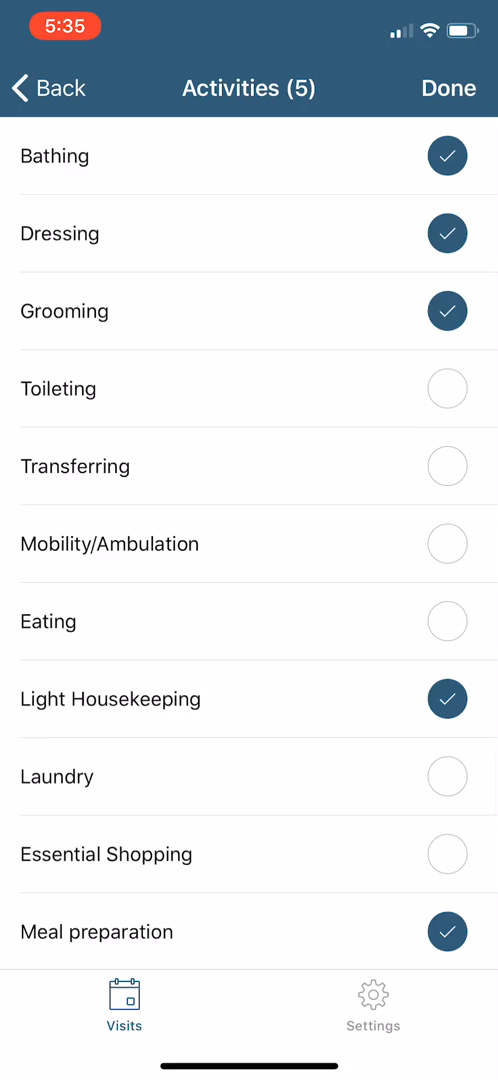 5:35
Back Activities (5) Done
Bathing
Dressing
Grooming
Toileting
Transferring
Mobility/Ambulation
Eating
Light Housekeeping
Laundry
Essential Shopping
Meal preparation
Visits Settings